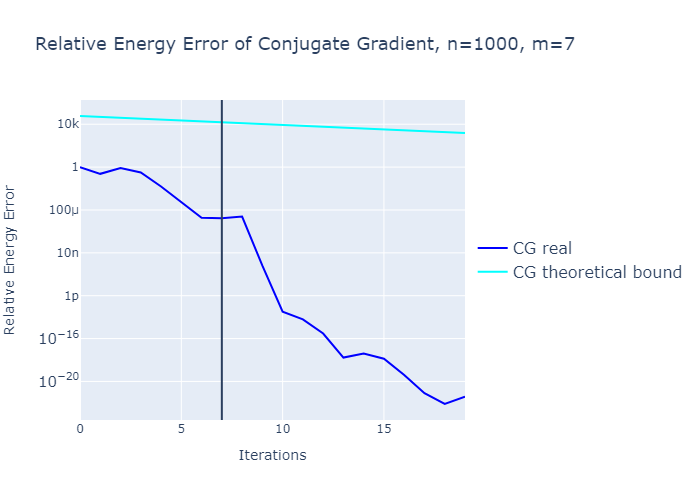 Relative Energy Error of Conjugate Gradient, n=1000, m=7
Relative Energy Error
10k
1
100μ
10n
1p
10⁻¹⁶
10⁻²⁰
0 5 10 15
Iterations
CG real
CG theoretical bound